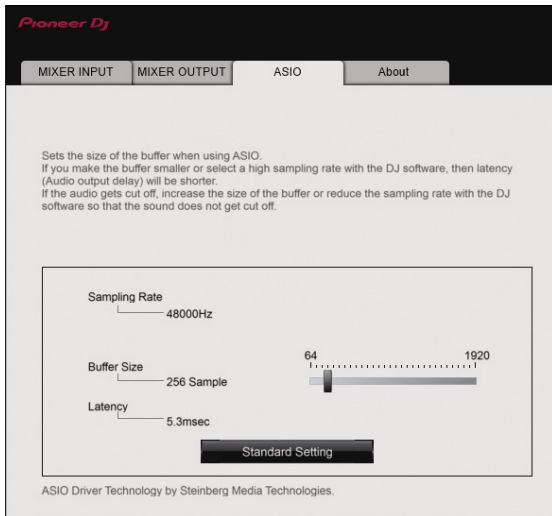 Pioneer Dj
MIXER INPUT
MIXER OUTPUT
ASIO
About
Sets the size of the buffer when using ASIO.
If you make the buffer smaller or select a high sampling rate with the DJ software, then latency
(Audio output delay) will be shorter.
If the audio gets cut off, increase the size of the buffer or reduce the sampling rate with the DJ
software so that the sound does not get cut off.
Sampling Rate
48000Hz
64
1920
Buffer Size
256 Sample
Latency
5.3msec
Standard Setting
ASIO Driver Technology by Steinberg Media Technologies.